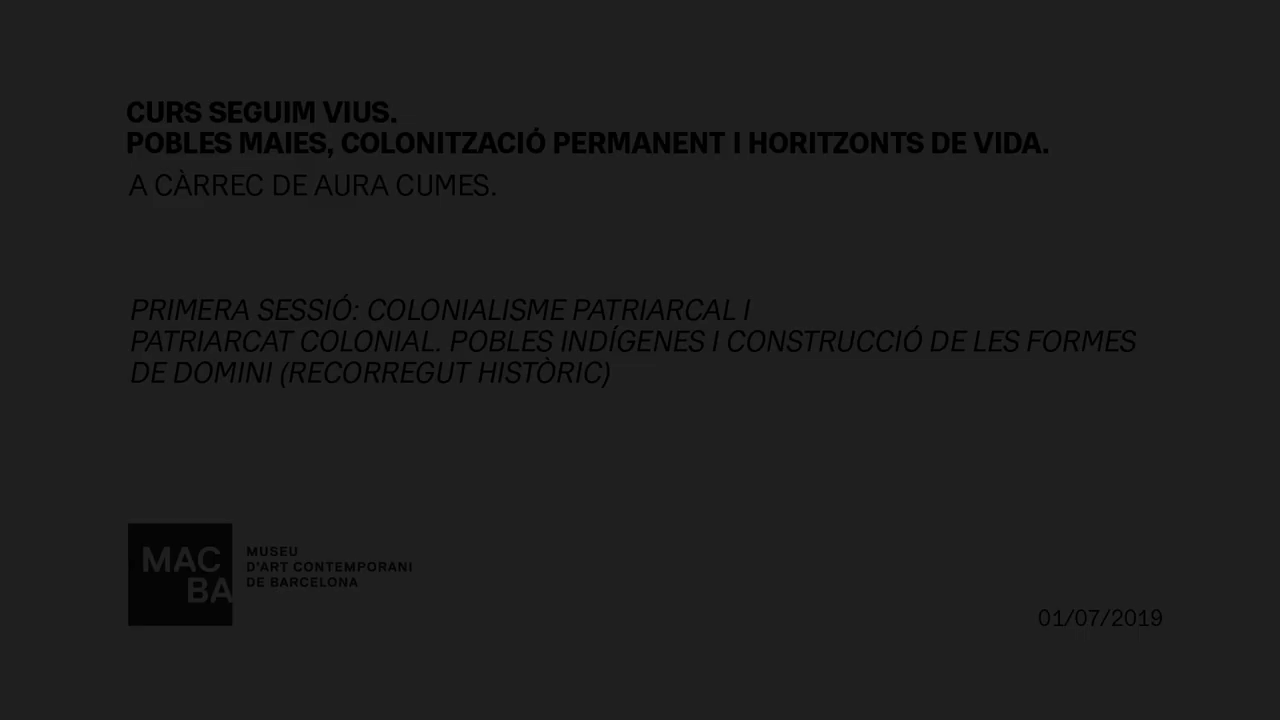 CURS SEGUIM VIUS.
POBLES MAIES, COLONITZACIÓ PERMANENT I HORITZONTS DE VIDA.
A CÀRREC DE AURA CUMES.
PRIMERA SESSIÓ: COLONIALISME PATRIARCAL I
PATRIARCAT COLONIAL. POBLES INDÍGENES I CONSTRUCCIÓ DE LES FORMES
DE DOMINI (RECORREGUT HISTÒRIC)
MAC
BA
MUSEU
D'ART CONTEMPORANI
DE BARCELONA
01/07/2019